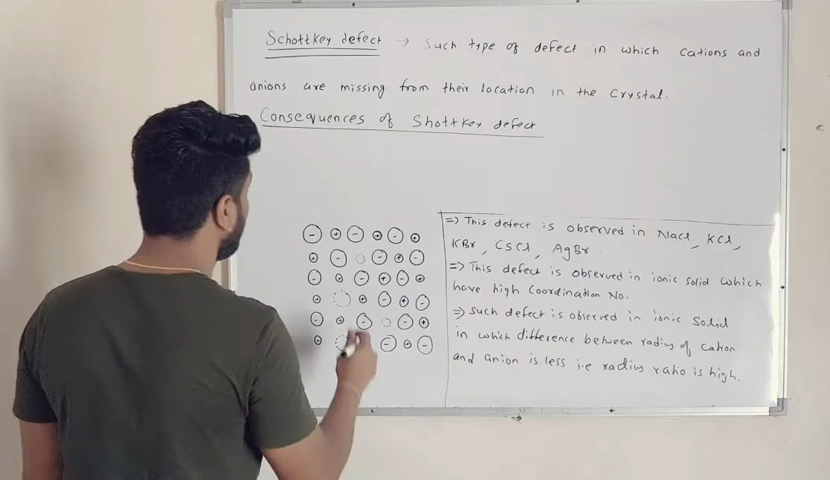 Schottkey defect → Such type of defect in which cations and
anions are missing from their location in the crystal.
Consequences of Shottkey defect
⇒ This defect is observed in NaCl, KCl,
KBr, CsCl, AgBr.
⇒ This defect is observed in ionic solid which
have high coordination No.
⇒ Such defect is observed in ionic Solid
in which difference between radius of cation
and anion is less i.e radius ratio is high.